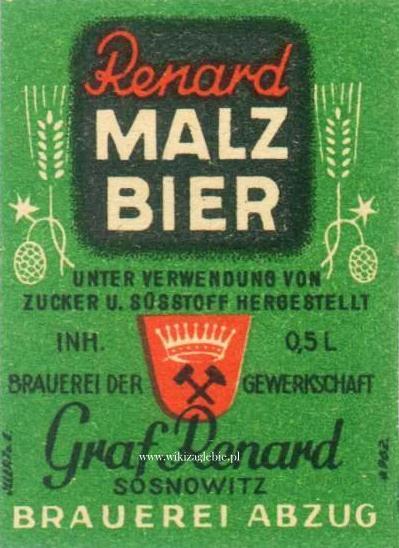 Renard
MALZ
BIER
UNTER VERWENDUNG VON
ZUCKER U. SÜSSTOFF HERGESTELLT
INH. 0,5 L
BRAUEREI DER GEWERKSCHAFT
www.wikizaglebie.pl
Graf Renard
SOSNOWITZ
BRAUEREI ABZUG